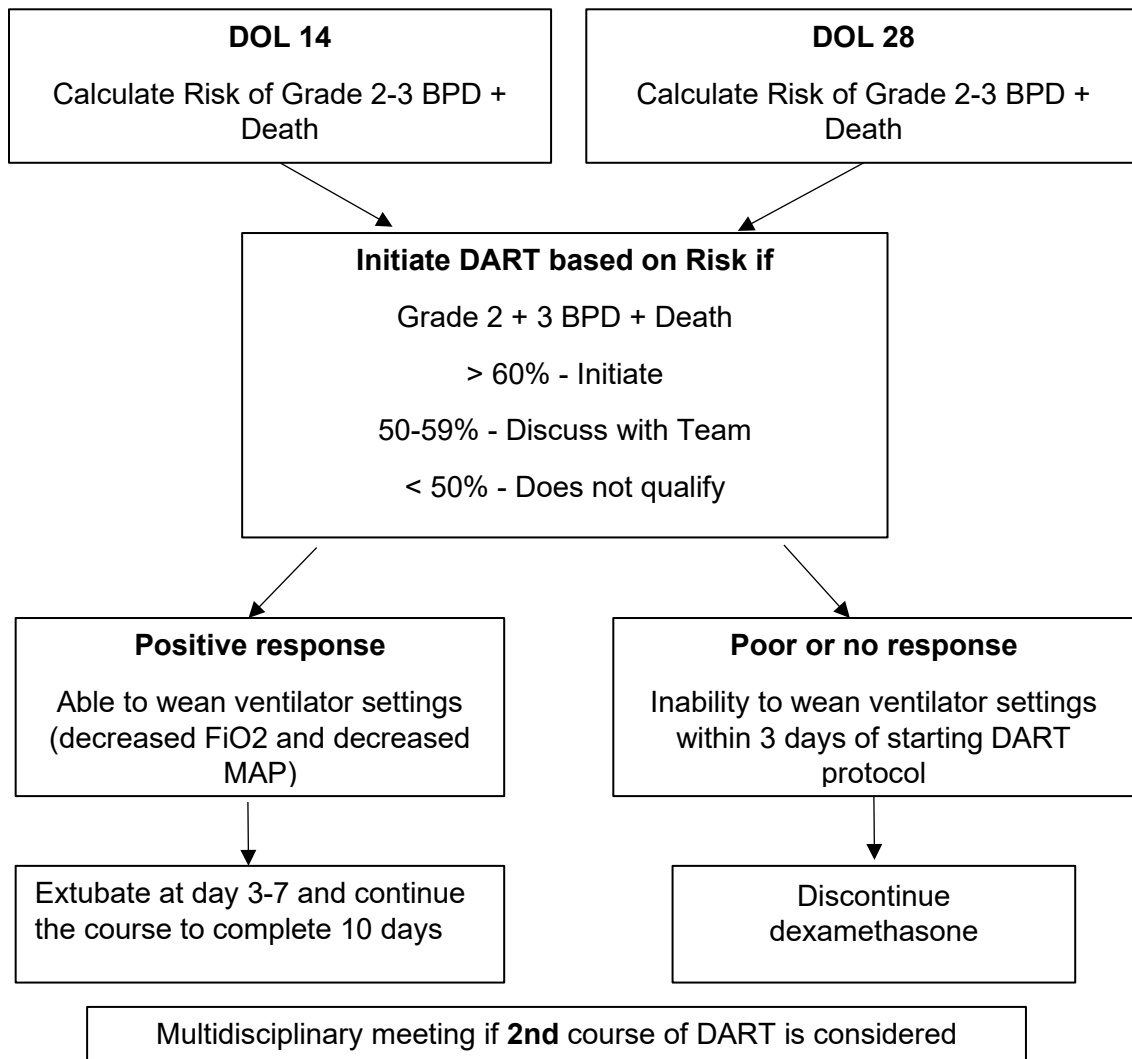 DOL 14
Calculate Risk of Grade 2-3 BPD +
Death
DOL 28
Calculate Risk of Grade 2-3 BPD +
Death
Initiate DART based on Risk if
Grade 2 + 3 BPD + Death
> 60% - Initiate
50-59% - Discuss with Team
< 50% - Does not qualify
Positive response
Able to wean ventilator settings
(decreased FiO2 and decreased
MAP)
Poor or no response
Inability to wean ventilator settings
within 3 days of starting DART
protocol
Extubate at day 3-7 and continue
the course to complete 10 days
Discontinue
dexamethasone
Multidisciplinary meeting if 2nd course of DART is considered